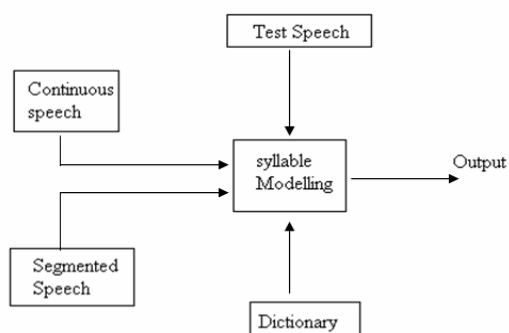 Test Speech
Continuous
speech
syllable
Modelling
Output
Segmented
Speech
Dictionary